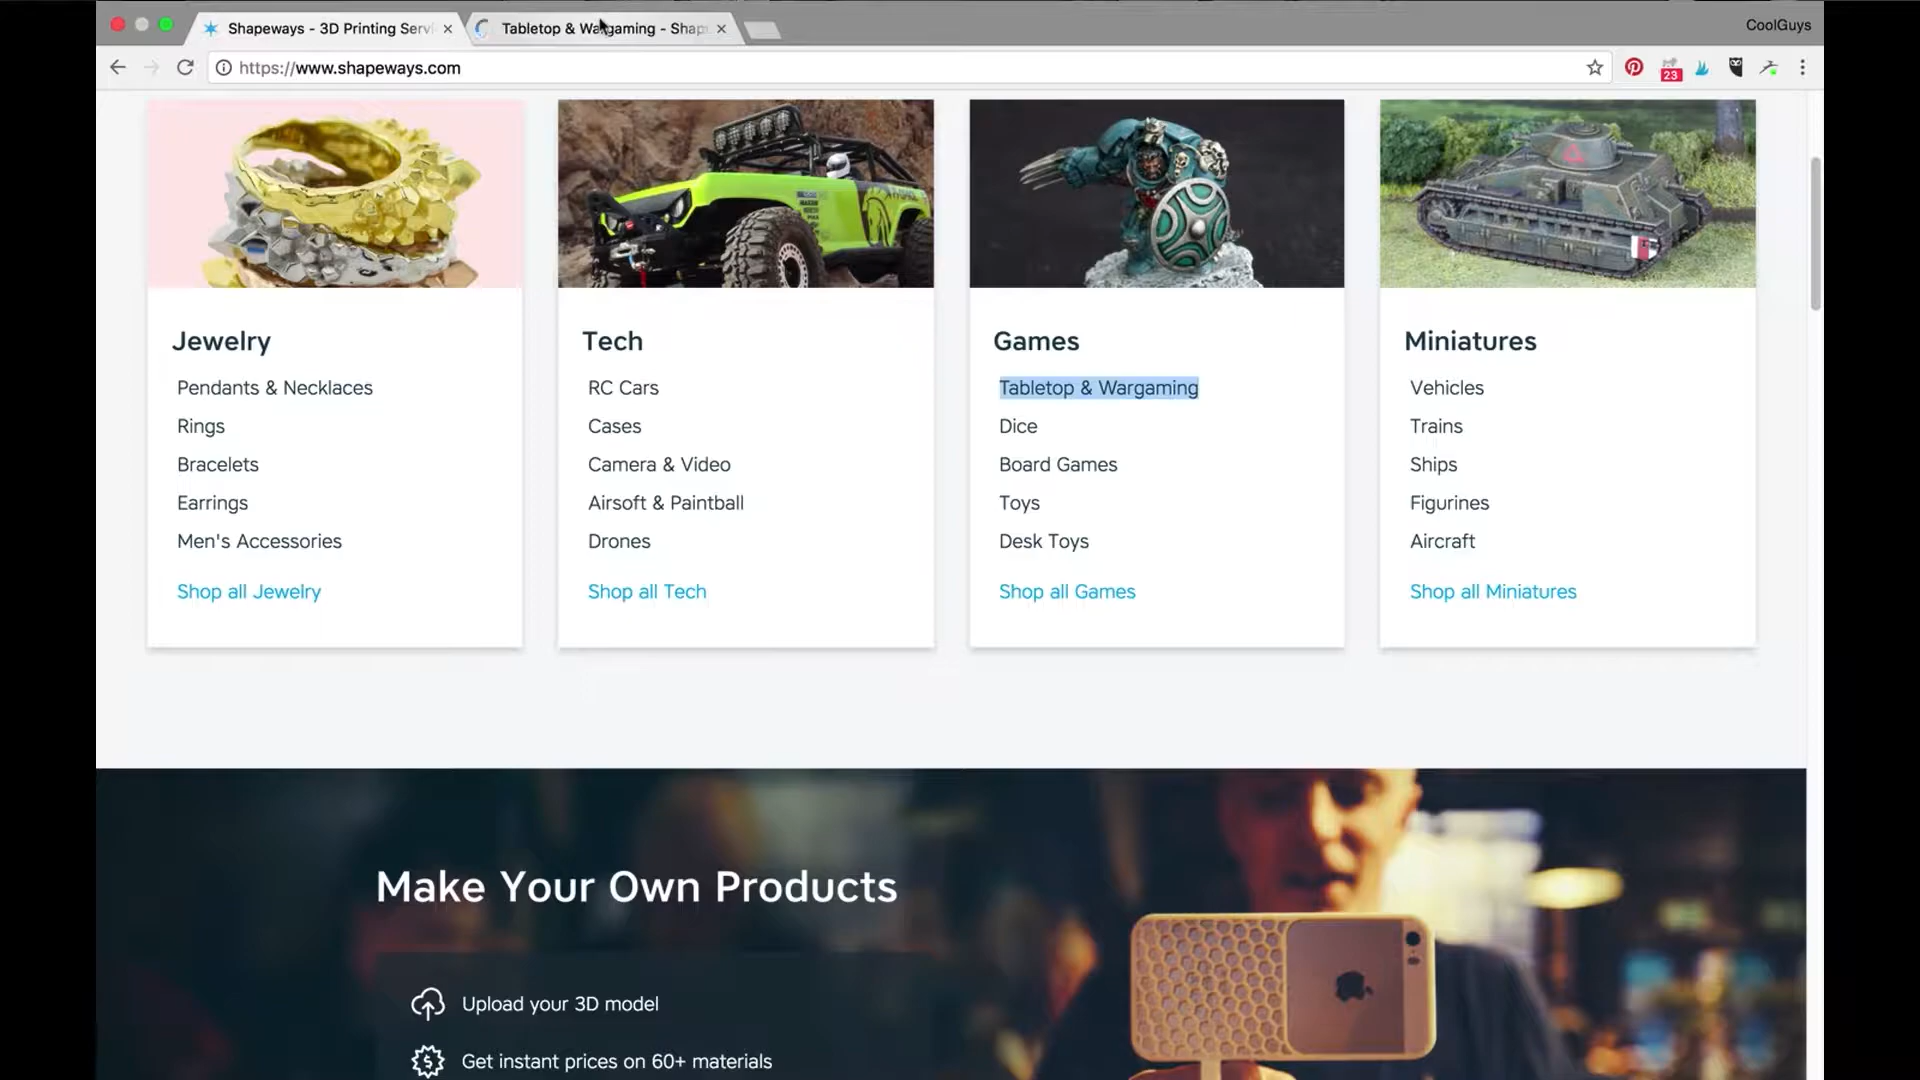 Shapeways - 3D Printing Servi
Tabletop & Wargaming - Shap
CoolGuys
https://www.shapeways.com
23
Jewelry
Pendants & Necklaces
Rings
Bracelets
Earrings
Men's Accessories
Shop all Jewelry
Tech
RC Cars
Cases
Camera & Video
Airsoft & Paintball
Drones
Shop all Tech
Games
Tabletop & Wargaming
Dice
Board Games
Toys
Desk Toys
Shop all Games
Miniatures
Vehicles
Trains
Ships
Figurines
Aircraft
Shop all Miniatures
Make Your Own Products
Upload your 3D model
Get instant prices on 60+ materials